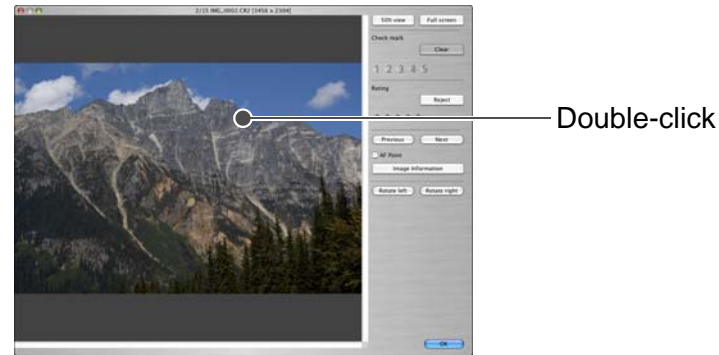 2/15 IMG_0002.CR2 [3456 x 2304]
50% view Full screen
Check mark
Clear
1 2 3 4 5
Rating
Reject
Double-click
Previous Next
AF Point
Image Information
Rotate left Rotate right
OK